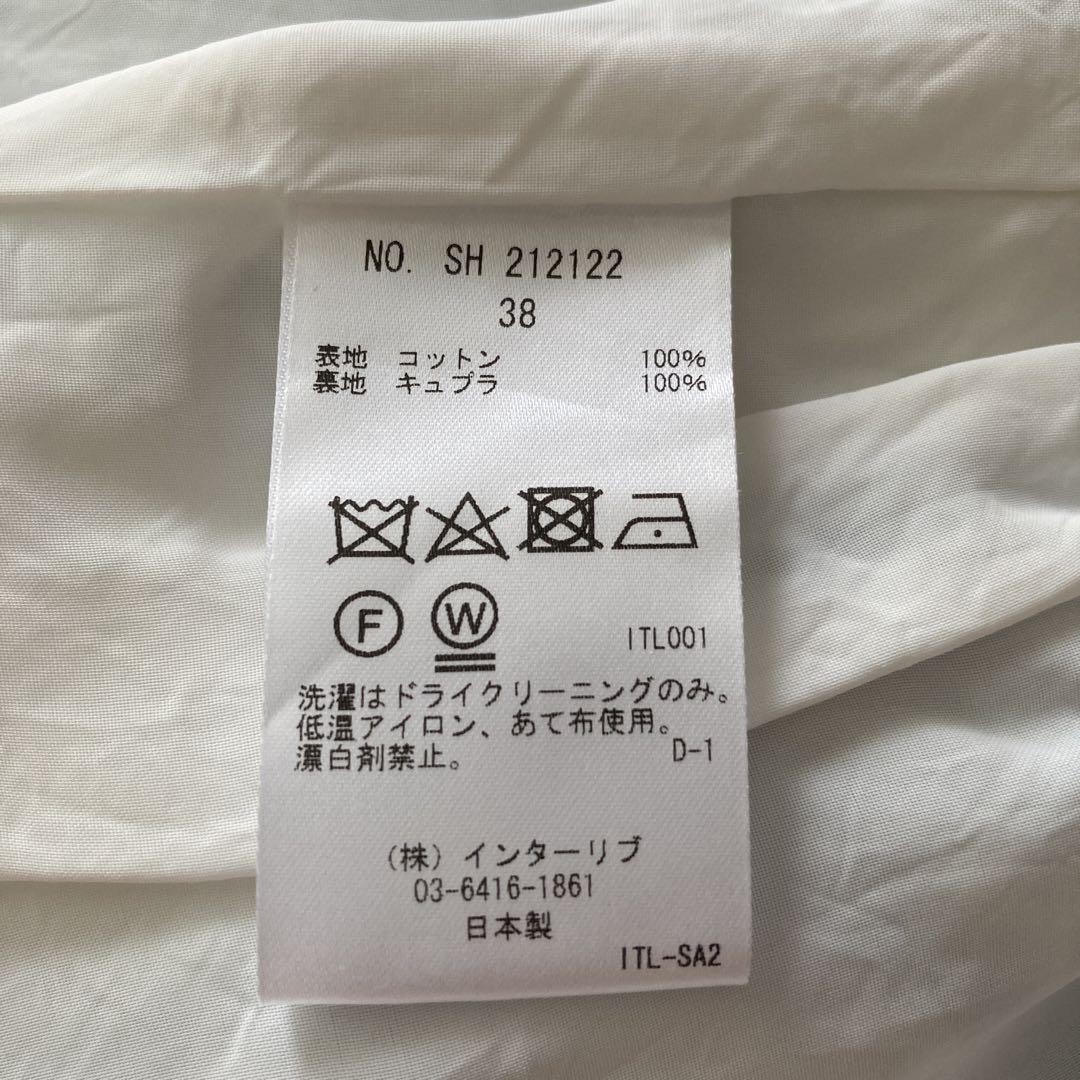 NO. SH 212122
38
表地 コットン 100%
裏地 キュプラ 100%
F W
ITL001
洗濯はドライクリーニングのみ。
低温アイロン、あて布使用。
漂白剤禁止。 D-1
(株) インターリブ
03-6416-1861
日本製
ITL-SA2